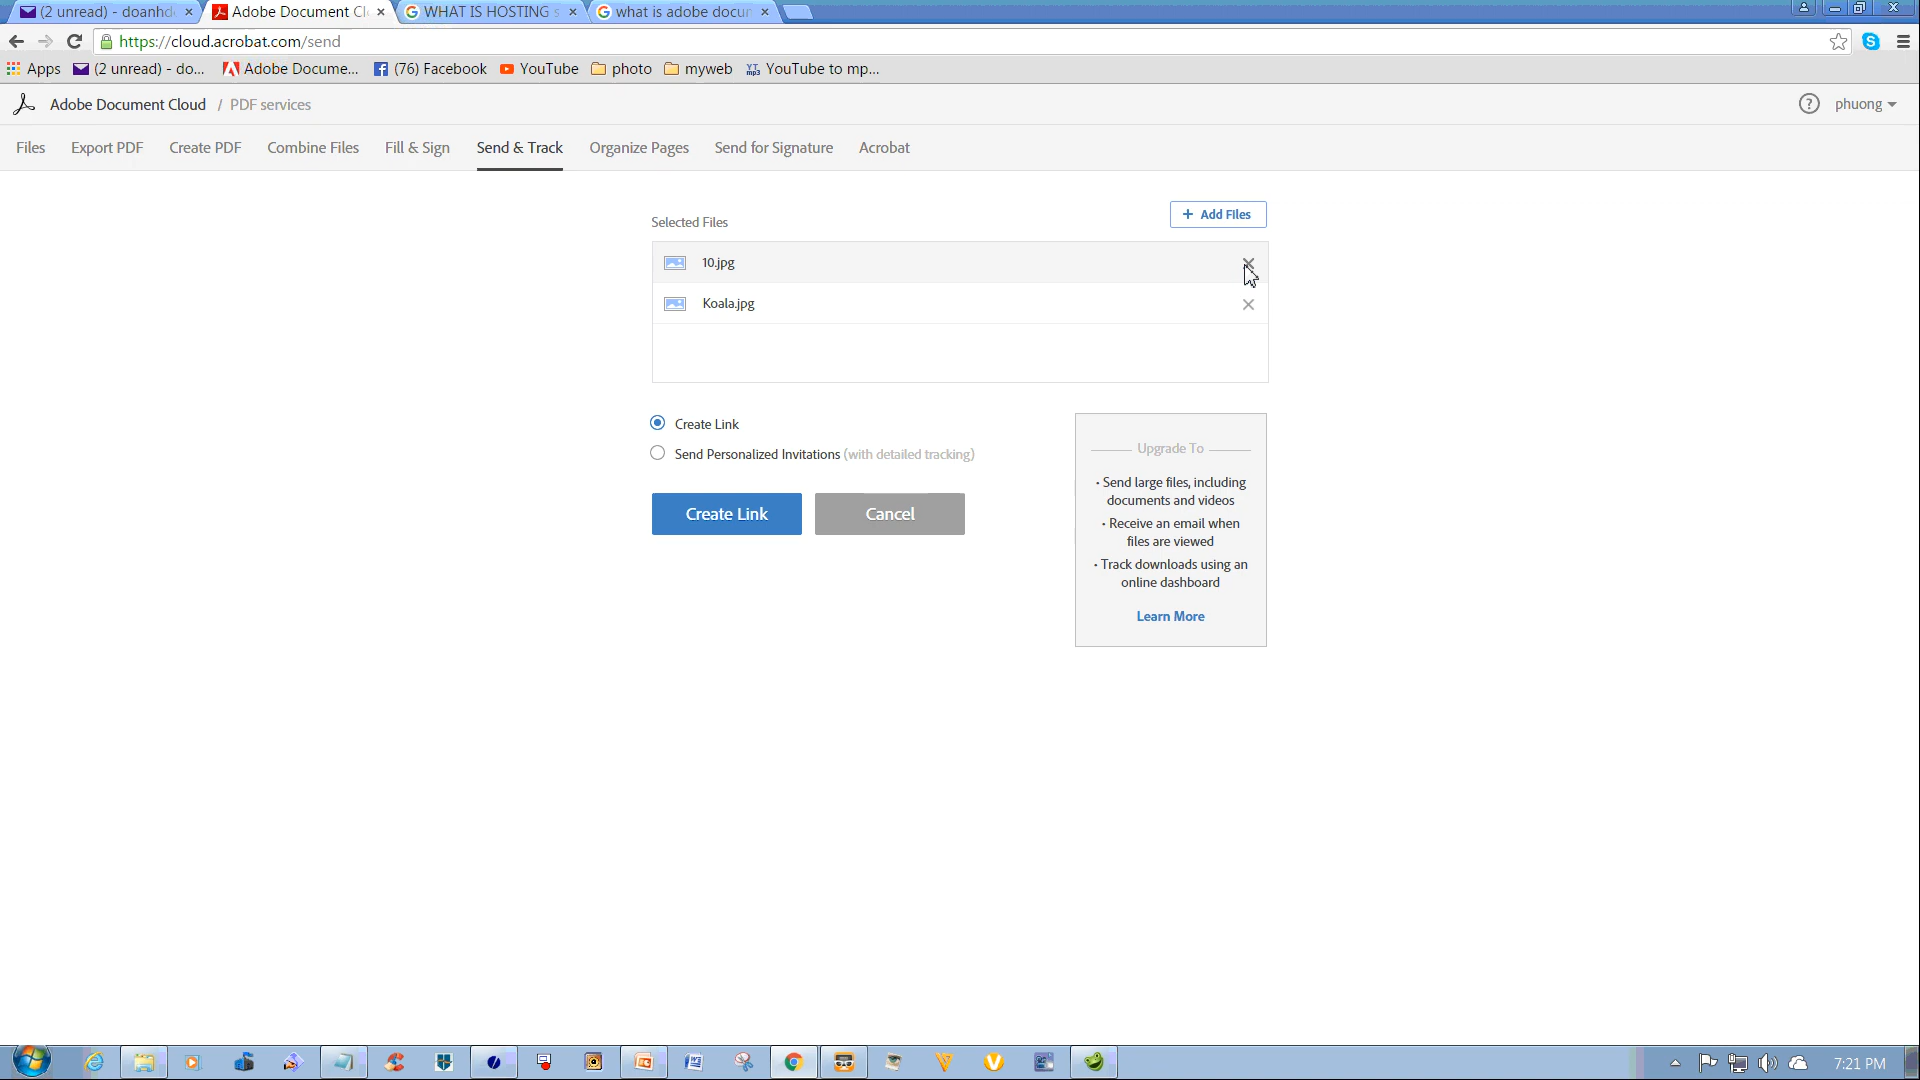 (2 unread) - doanhd
Adobe Document Cl
WHAT IS HOSTING s
what is adobe docum
https://cloud.acrobat.com/send
Apps
(2 unread) - do...
Adobe Docume...
(76) Facebook
YouTube
photo
myweb
YouTube to mp...
Adobe Document Cloud / PDF services
phuong
Files
Export PDF
Create PDF
Combine Files
Fill & Sign
Send & Track
Organize Pages
Send for Signature
Acrobat
Selected Files
+ Add Files
10.jpg
Koala.jpg
Create Link
Send Personalized Invitations (with detailed tracking)
Create Link
Cancel
Upgrade To
• Send large files, including
documents and videos
• Receive an email when
files are viewed
• Track downloads using an
online dashboard
Learn More
7:21 PM